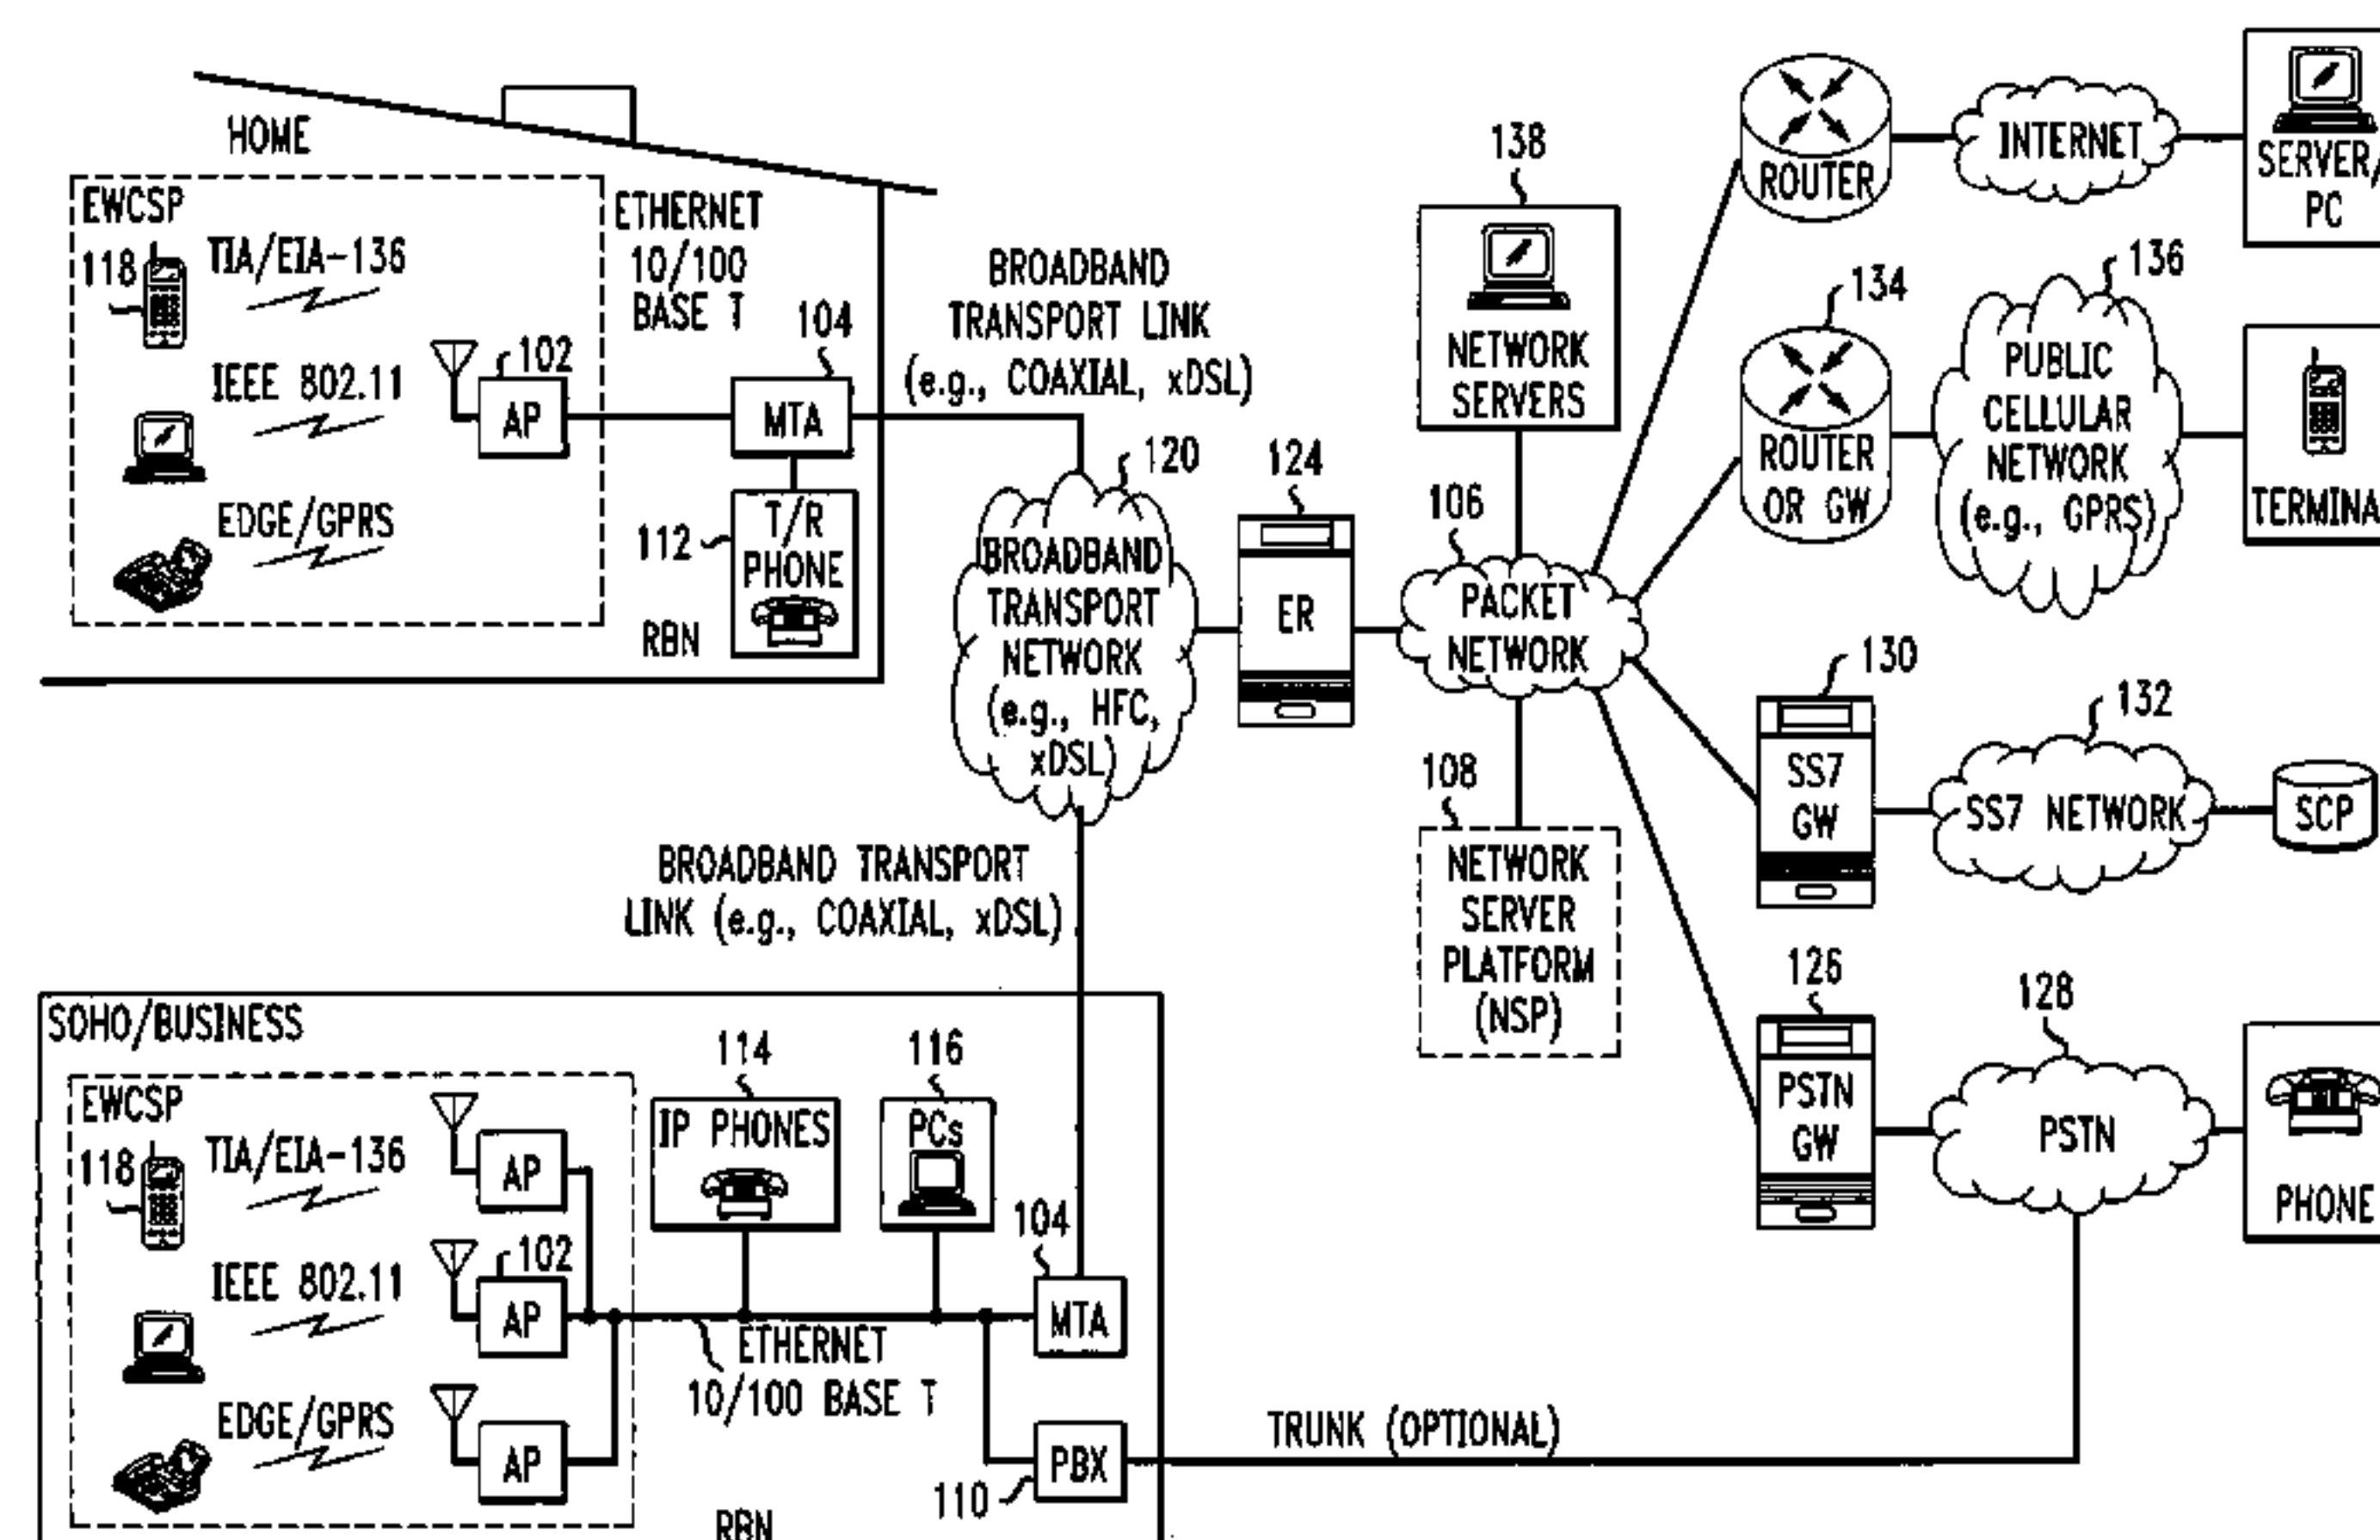 HOME
EWCSP
118
TIA/EIA-136
IEEE 802.11
EDGE/GPRS
102
AP
ETHERNET
10/100
BASE T
104
MTA
112
T/R
PHONE
RBN
BROADBAND
TRANSPORT LINK
(e.g., COAXIAL, xDSL)
120
BROADBAND
TRANSPORT
NETWORK
(e.g., HFC,
xDSL)
124
ER
138
NETWORK
SERVERS
106
PACKET
NETWORK
108
NETWORK
SERVER
PLATFORM
(NSP)
ROUTER
INTERNET
SERVER/
PC
134
ROUTER
OR GW
136
PUBLIC
CELLULAR
NETWORK
(e.g., GPRS)
TERMINA
130
SS7
GW
132
SS7 NETWORK
SCP
126
PSTN
GW
128
PSTN
PHONE
BROADBAND TRANSPORT
LINK (e.g., COAXIAL, xDSL)
SOHO/BUSINESS
EWCSP
118
TIA/EIA-136
IEEE 802.11
EDGE/GPRS
AP
102
AP
AP
114
IP PHONES
116
PCs
104
MTA
ETHERNET
10/100 BASE T
110
PBX
TRUNK (OPTIONAL)
RBN